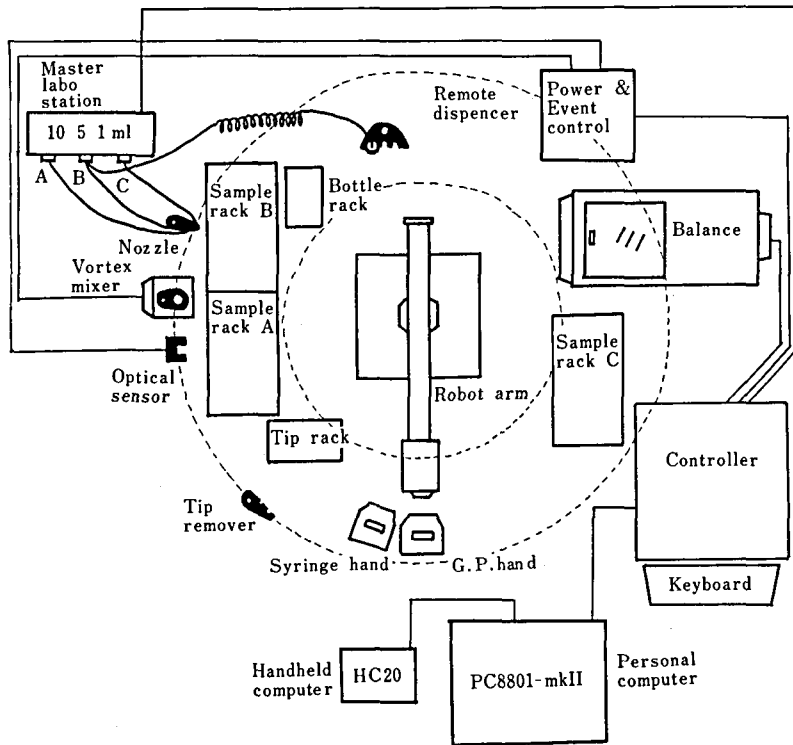 Master
labo
station
10 5 1 ml
A
B
C
Nozzle
Vortex
mixer
Optical
sensor
Sample
rack B
Bottle
rack
Sample
rack A
Remote
dispencer
Power &
Event
control
Balance
Sample
rack C
Robot arm
Tip rack
Tip
remover
Syringe hand
G.P.hand
Controller
Keyboard
Handheld
computer
HC20
PC8801-mkII
Personal
computer